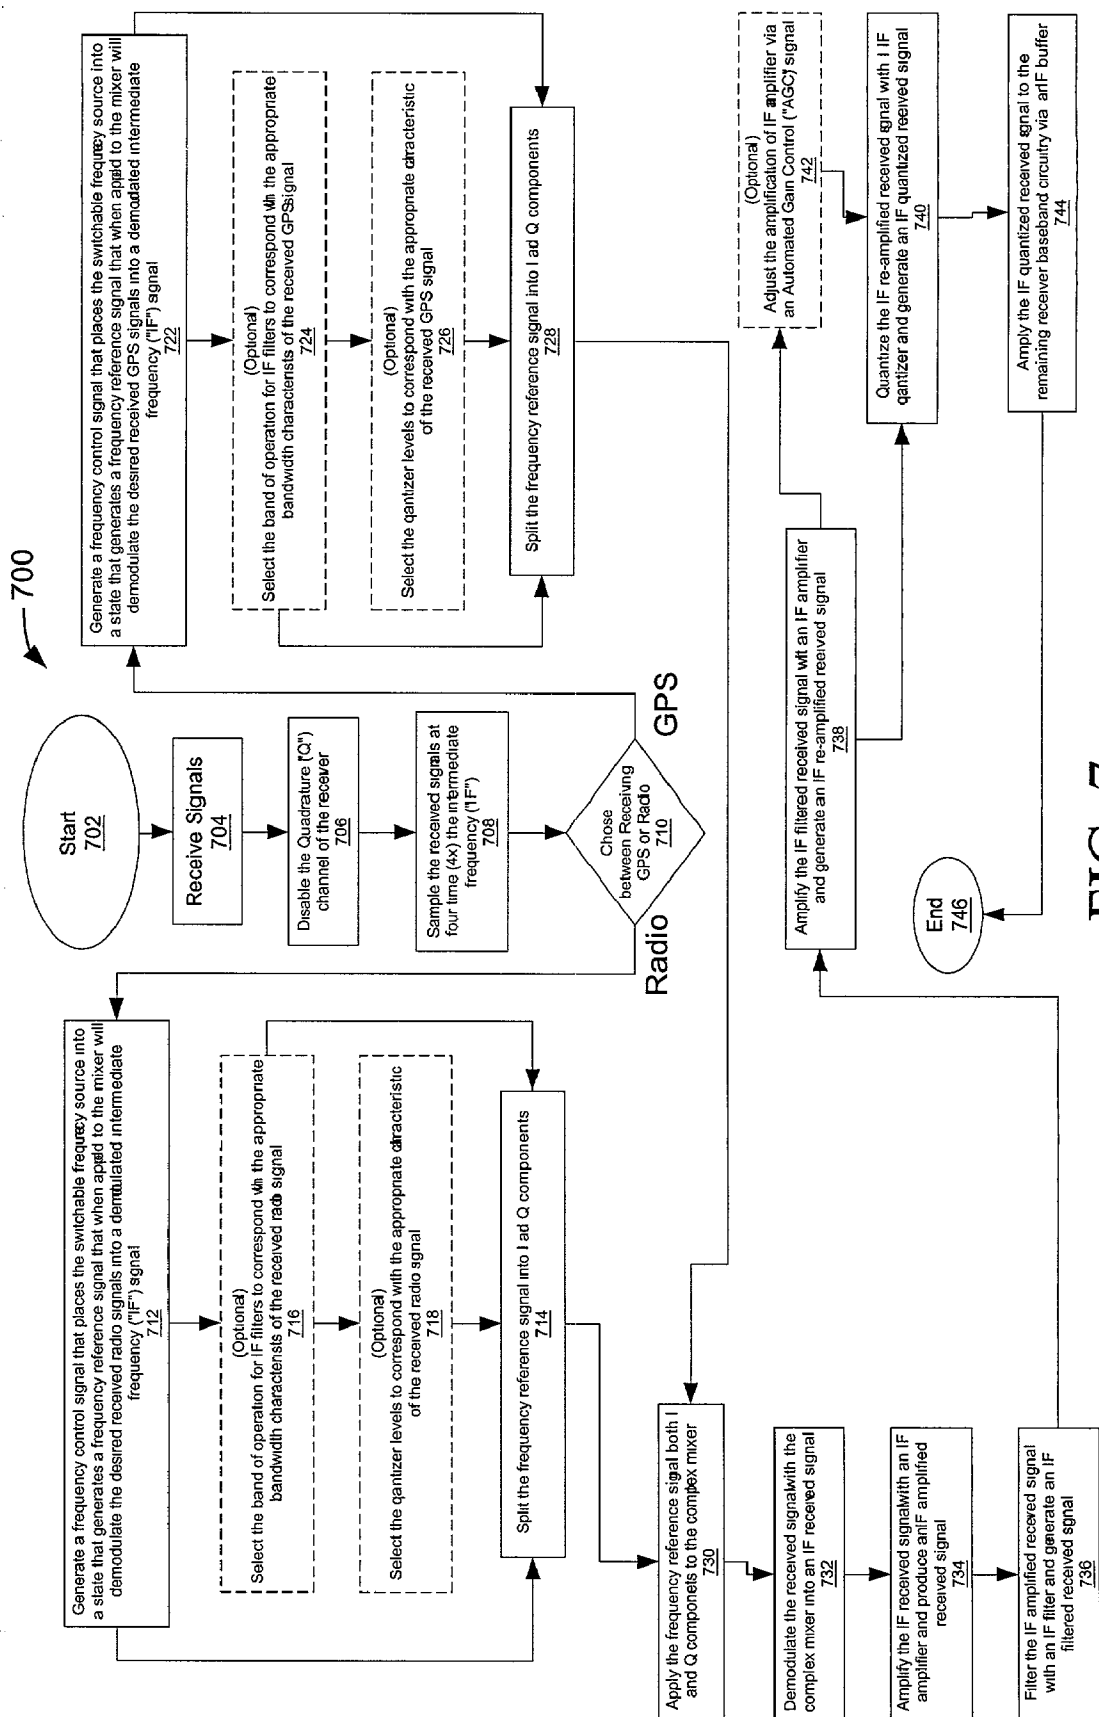 700
Start
702
Receive Signals
704
Disable the Quadrature ("Q")
channel of the receiver
706
Sample the received signals at
four time (4x) the intermediate
frequency ("IF")
708
Chose
between Receiving
GPS or Radio
710
Radio
GPS
Generate a frequency control signal that places the switchable frequency source into
a state that generates a frequency reference signal that when appld to the mixer will
demodulate the desired received radio signals into a demodulated intermediate
frequency ("IF") signal
712
(Optional)
Select the band of operation for IF filters to correspond with the appropriate
bandwidth characterists of the received radio signal
716
(Optional)
Select the qantizer levels to correspond with the appropriate caracteristic
of the received radio signal
718
Split the frequency reference signal into I ad Q components
714
Generate a frequency control signal that places the switchable frequency source into
a state that generates a frequency reference signal that when appld to the mixer will
demodulate the desired received GPS signals into a demodulated intermediate
frequency ("IF") signal
722
(Optional)
Select the band of operation for IF filters to correspond with the appropriate
bandwidth characterists of the received GPS signal
724
(Optional)
Select the qantizer levels to correspond with the appropriate caracteristic
of the received GPS signal
726
Split the frequency reference signal into I ad Q components
728
Apply the frequency reference signal both I
and Q componets to the complex mixer
730
Demodulate the received signal with the
complex mixer into an IF received signal
732
Amplify the IF received signal with an IF
amplifier and produce an IF amplified
received signal
734
Filter the IF amplified received signal
with an IF filter and generate an IF
filtered received signal
736
Amplify the IF filtered received signal wit an IF amplifier
and generate an IF re-amplified received signal
738
(Optional)
Adjust the amplification of IF amplifier via
an Automated Gain Control ("AGC") signal
742
Quantize the IF re-amplified received signal with I IF
qantizer and generate an IF quantized received signal
740
Amply the IF quantized received signal to the
remaining receiver baseband circuitry via an IF buffer
744
End
746
FIG. 7